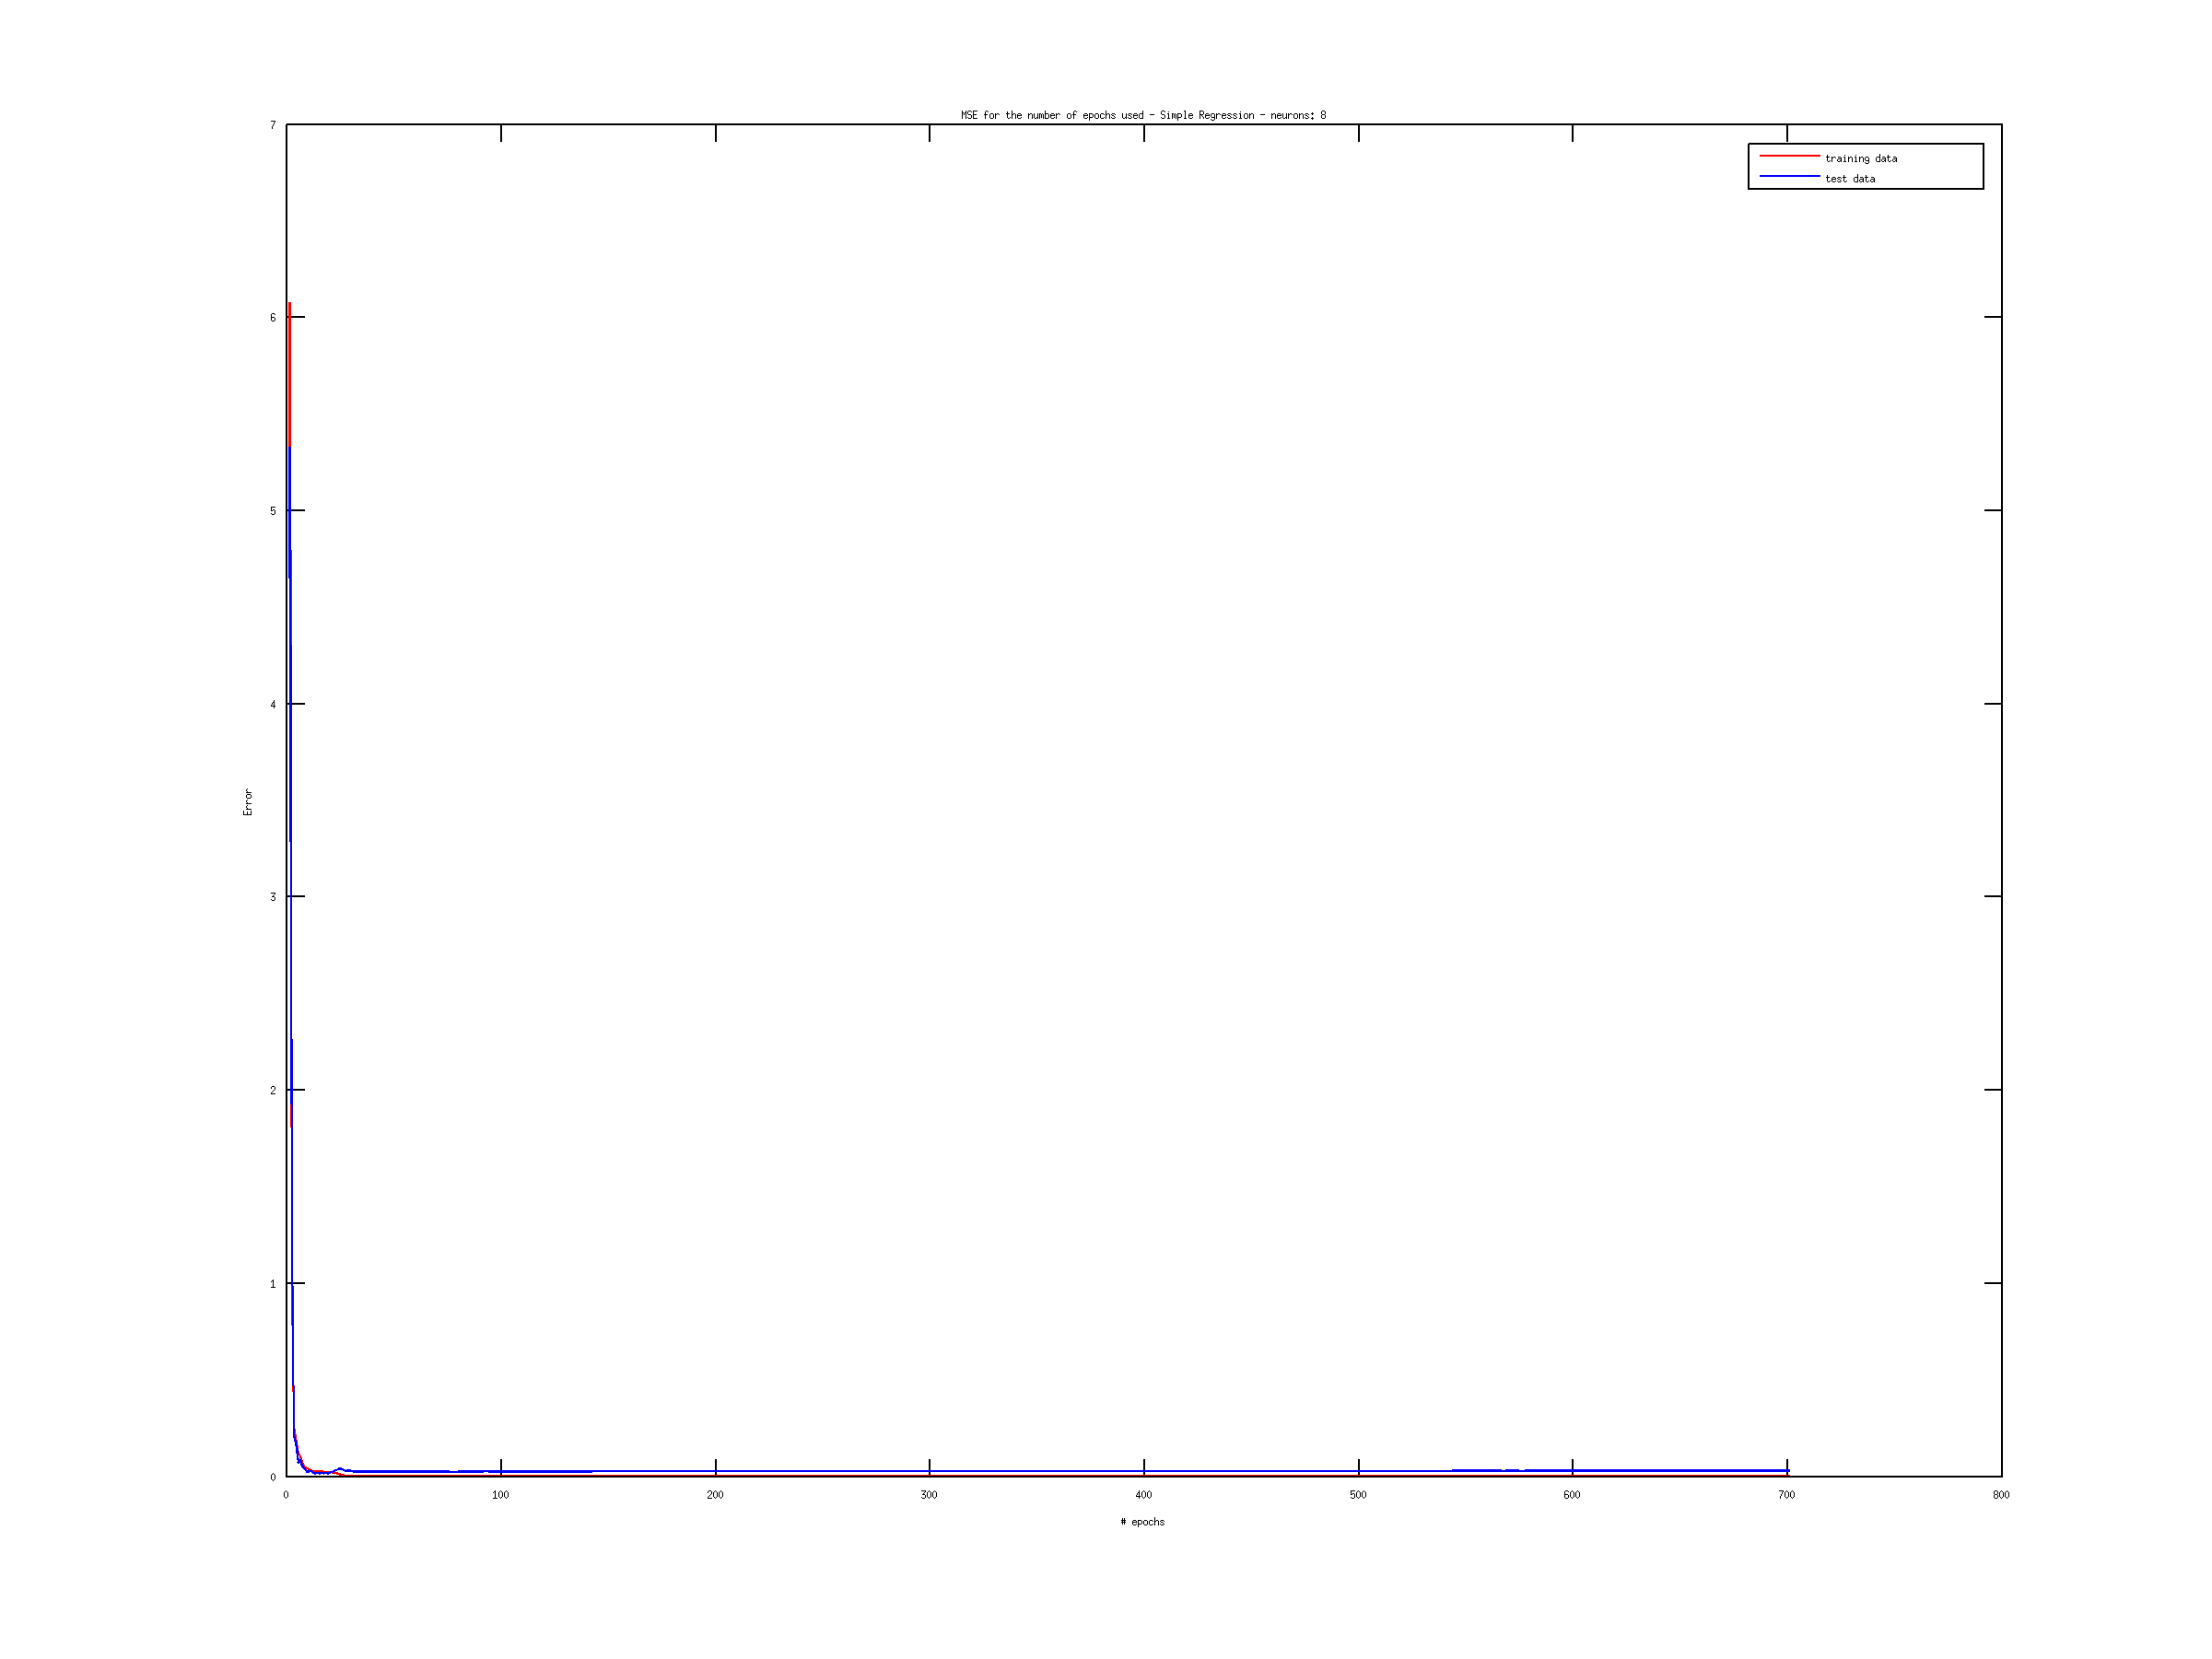 MSE for the number of epochs used - Simple Regression - neurons: 8
training data
test data
7
6
5
4
3
2
1
0
Error
0 100 200 300 400 500 600 700 800
# epochs